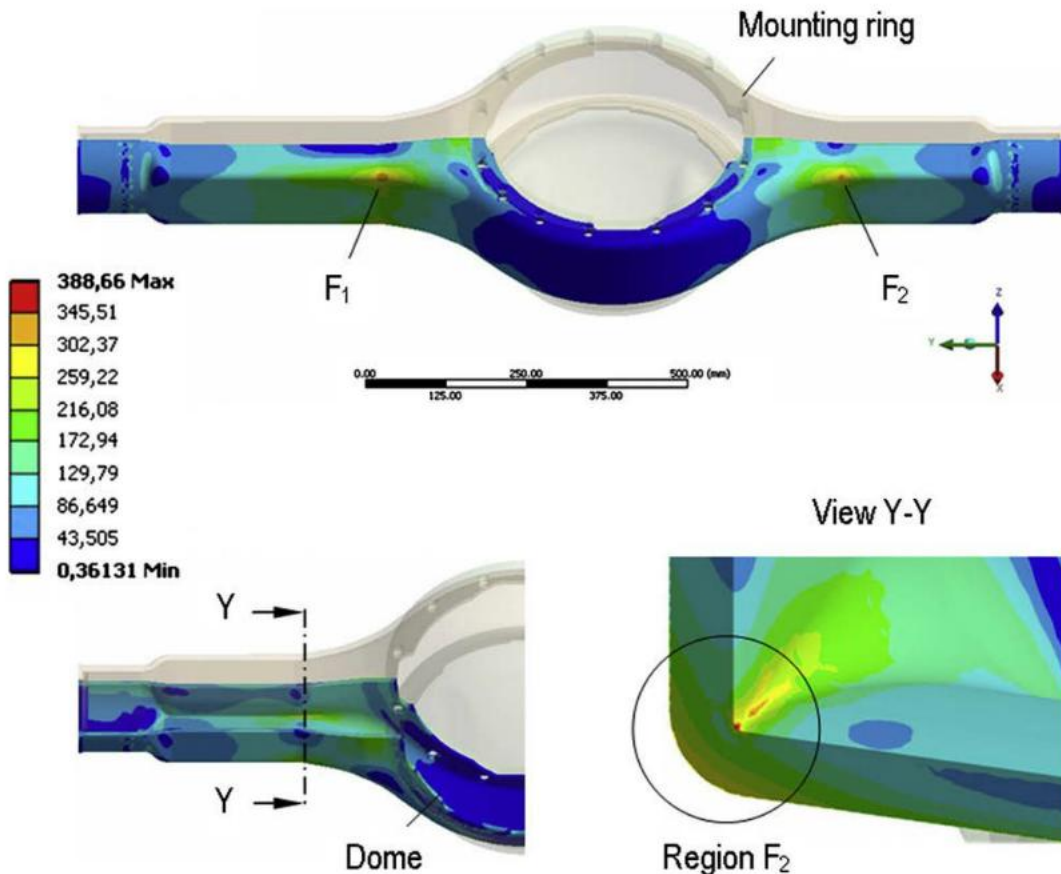 Mounting ring
F1
F2
388,66 Max
345,51
302,37
259,22
216,08
172,94
129,79
86,649
43,505
0,36131 Min
0.00 250.00 500.00 (mm)
125.00 375.00
Z
Y
X
View Y-Y
Y
Y
Dome
Region F2